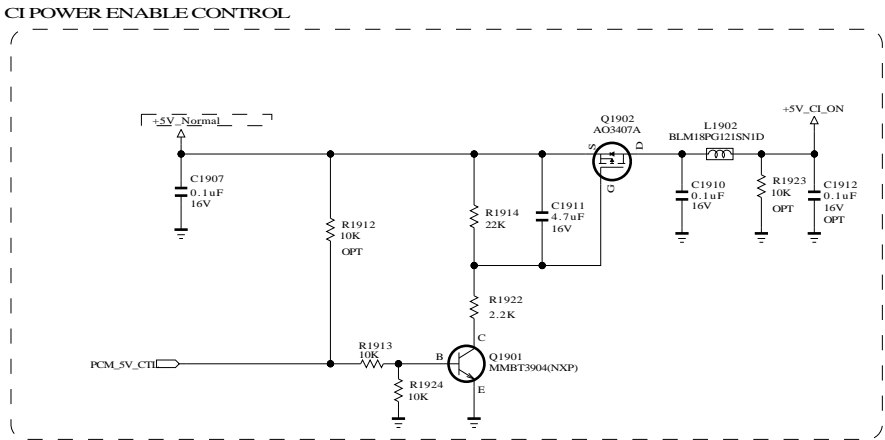 CI POWER ENABLE CONTROL
+5V_Normal
C1907
0.1uF
16V
R1912
10K
OPT
R1914
22K
C1911
4.7uF
16V
Q1902
AO3407A
S
D
G
L1902
BLM18PG121SN1D
+5V_CI_ON
C1910
0.1uF
16V
R1923
10K
OPT
C1912
0.1uF
16V
OPT
R1922
2.2K
PCM_5V_CTL
R1913
10K
R1924
10K
B
C
E
Q1901
MMBT3904(NXP)